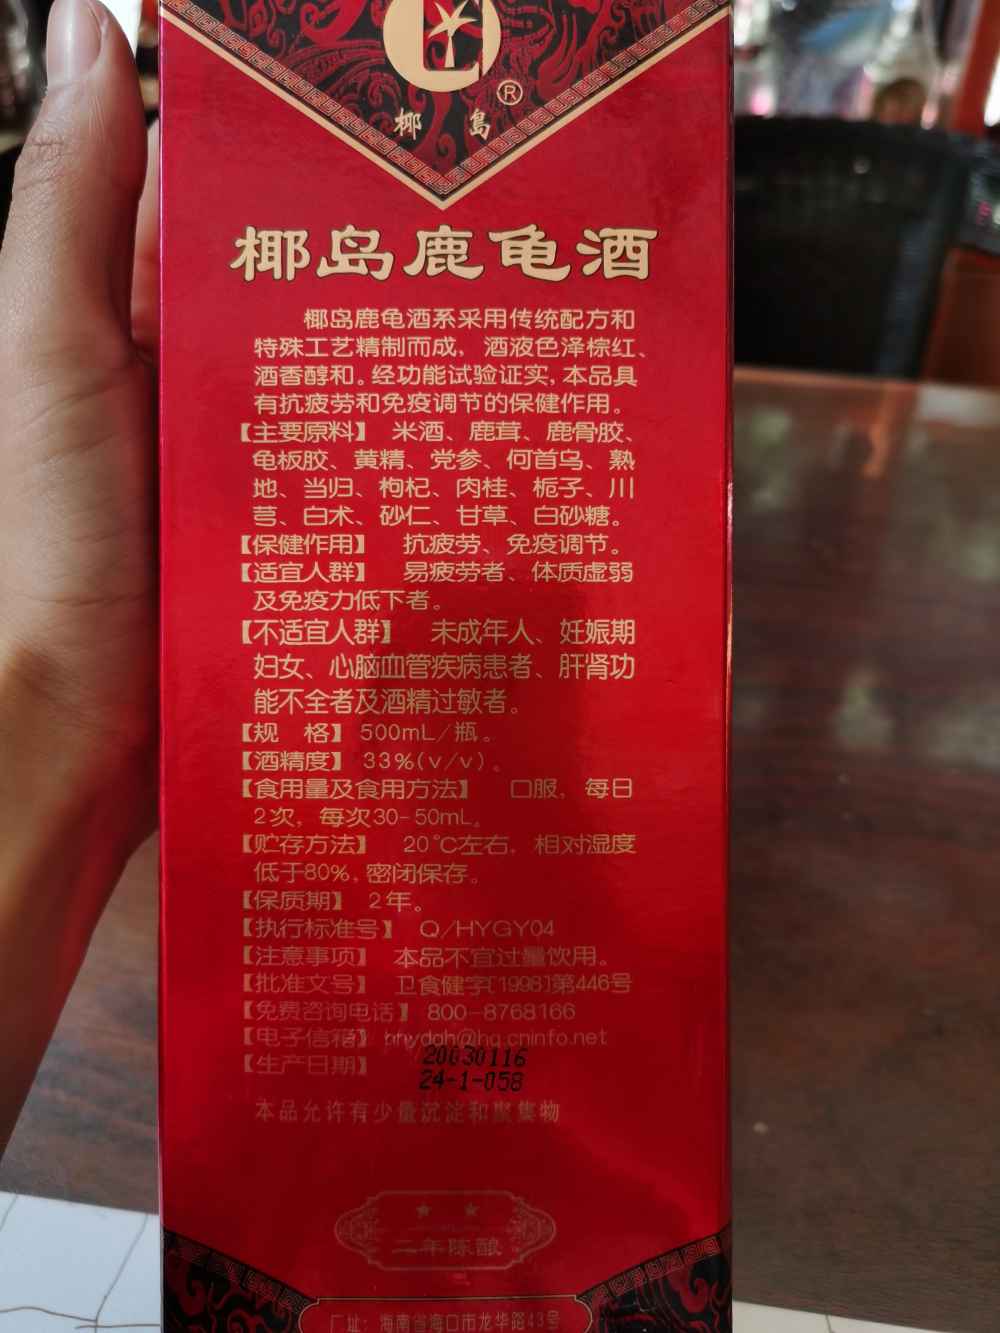 椰 島
®
椰岛鹿龟酒
椰岛鹿龟酒系采用传统配方和
特殊工艺精制而成，酒液色泽棕红、
酒香醇和。经功能试验证实,本品具
有抗疲劳和免疫调节的保健作用。
【主要原料】 米酒、鹿茸、鹿骨胶、
龟板胶、黄精、党参、何首乌、熟
地、当归、枸杞、肉桂、栀子、川
芎、白术、砂仁、甘草、白砂糖。
【保健作用】 抗疲劳、免疫调节。
【适宜人群】 易疲劳者、体质虚弱
及免疫力低下者。
【不适宜人群】 未成年人、妊娠期
妇女、心脑血管疾病患者、肝肾功
能不全者及酒精过敏者。
【规 格】 500mL/瓶。
【酒精度】 33%(v/v)。
【食用量及食用方法】 口服，每日
2次，每次30-50mL。
【贮存方法】 20℃左右，相对湿度
低于80%，密闭保存。
【保质期】 2年。
【执行标准号】 Q/HYGY04
【注意事项】 本品不宜过量饮用。
【批准文号】 卫食健字[1998]第446号
【免费咨询电话】 800-8768166
【电子信箱】 hhydgh@hq.cninfo.net
【生产日期】 20030116
24-1-058
本品允许有少量沉淀和聚集物
二年陈酿
厂址：海南省海口市龙华路43号